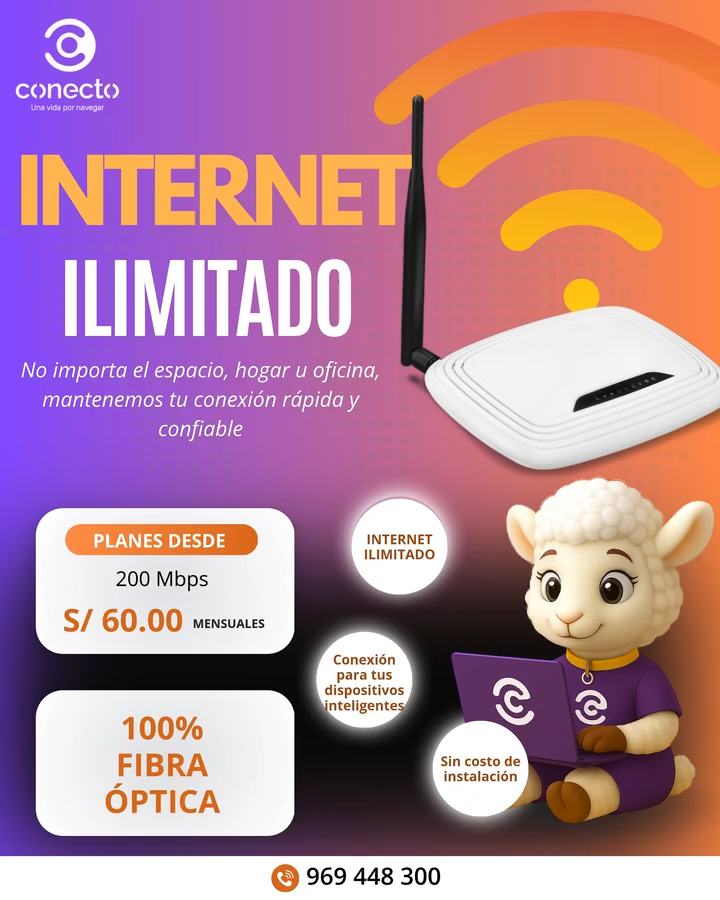 conecto
Una vida por navegar
INTERNET
ILIMITADO
No importa el espacio, hogar u oficina,
mantenemos tu conexión rápida y
confiable
PLANES DESDE
200 Mbps
S/ 60.00 MENSUALES
100%
FIBRA
ÓPTICA
INTERNET
ILIMITADO
Conexión
para tus
dispositivos
inteligentes
Sin costo de
instalación
969 448 300